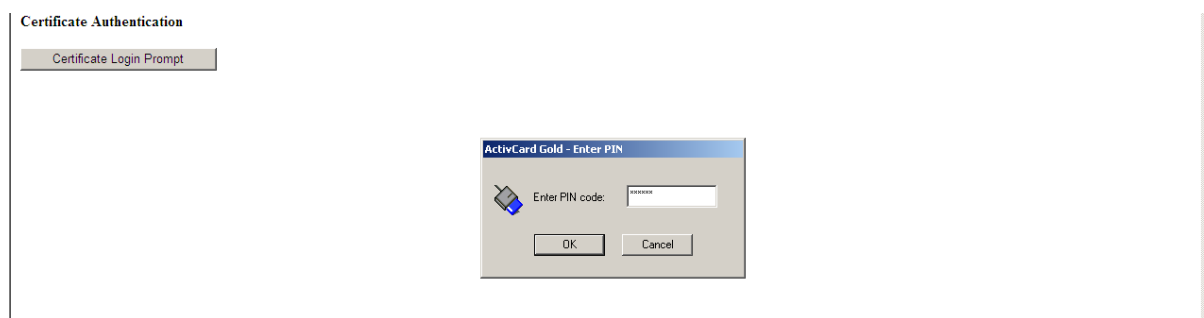 Certificate Authentication
Certificate Login Prompt
ActivCard Gold - Enter PIN
Enter PIN code: ******
OK Cancel